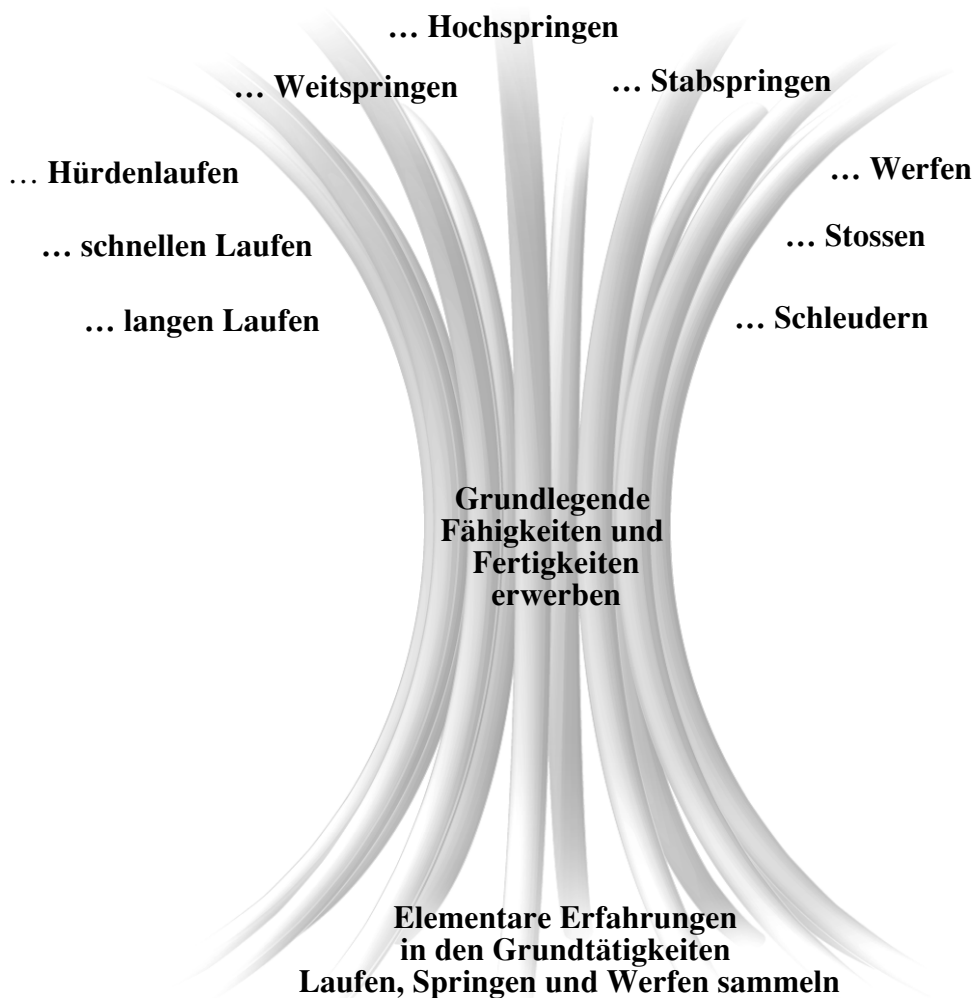 … Hochspringen
… Weitspringen
… Stabspringen
… Hürdenlaufen
… Werfen
… schnellen Laufen
… Stossen
… langen Laufen
… Schleudern
Grundlegende
Fähigkeiten und
Fertigkeiten
erwerben
Elementare Erfahrungen
in den Grundtätigkeiten
Laufen, Springen und Werfen sammeln